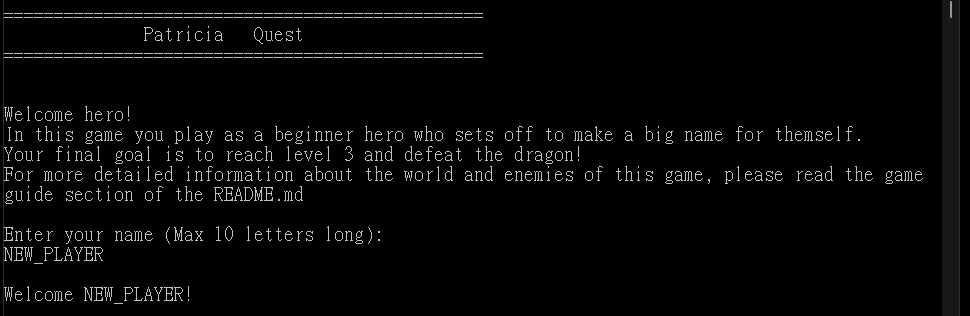 ================================================
Patricia Quest
================================================
Welcome hero!
In this game you play as a beginner hero who sets off to make a big name for themself.
Your final goal is to reach level 3 and defeat the dragon!
For more detailed information about the world and enemies of this game, please read the game
guide section of the README.md
Enter your name (Max 10 letters long):
NEW_PLAYER
Welcome NEW_PLAYER!